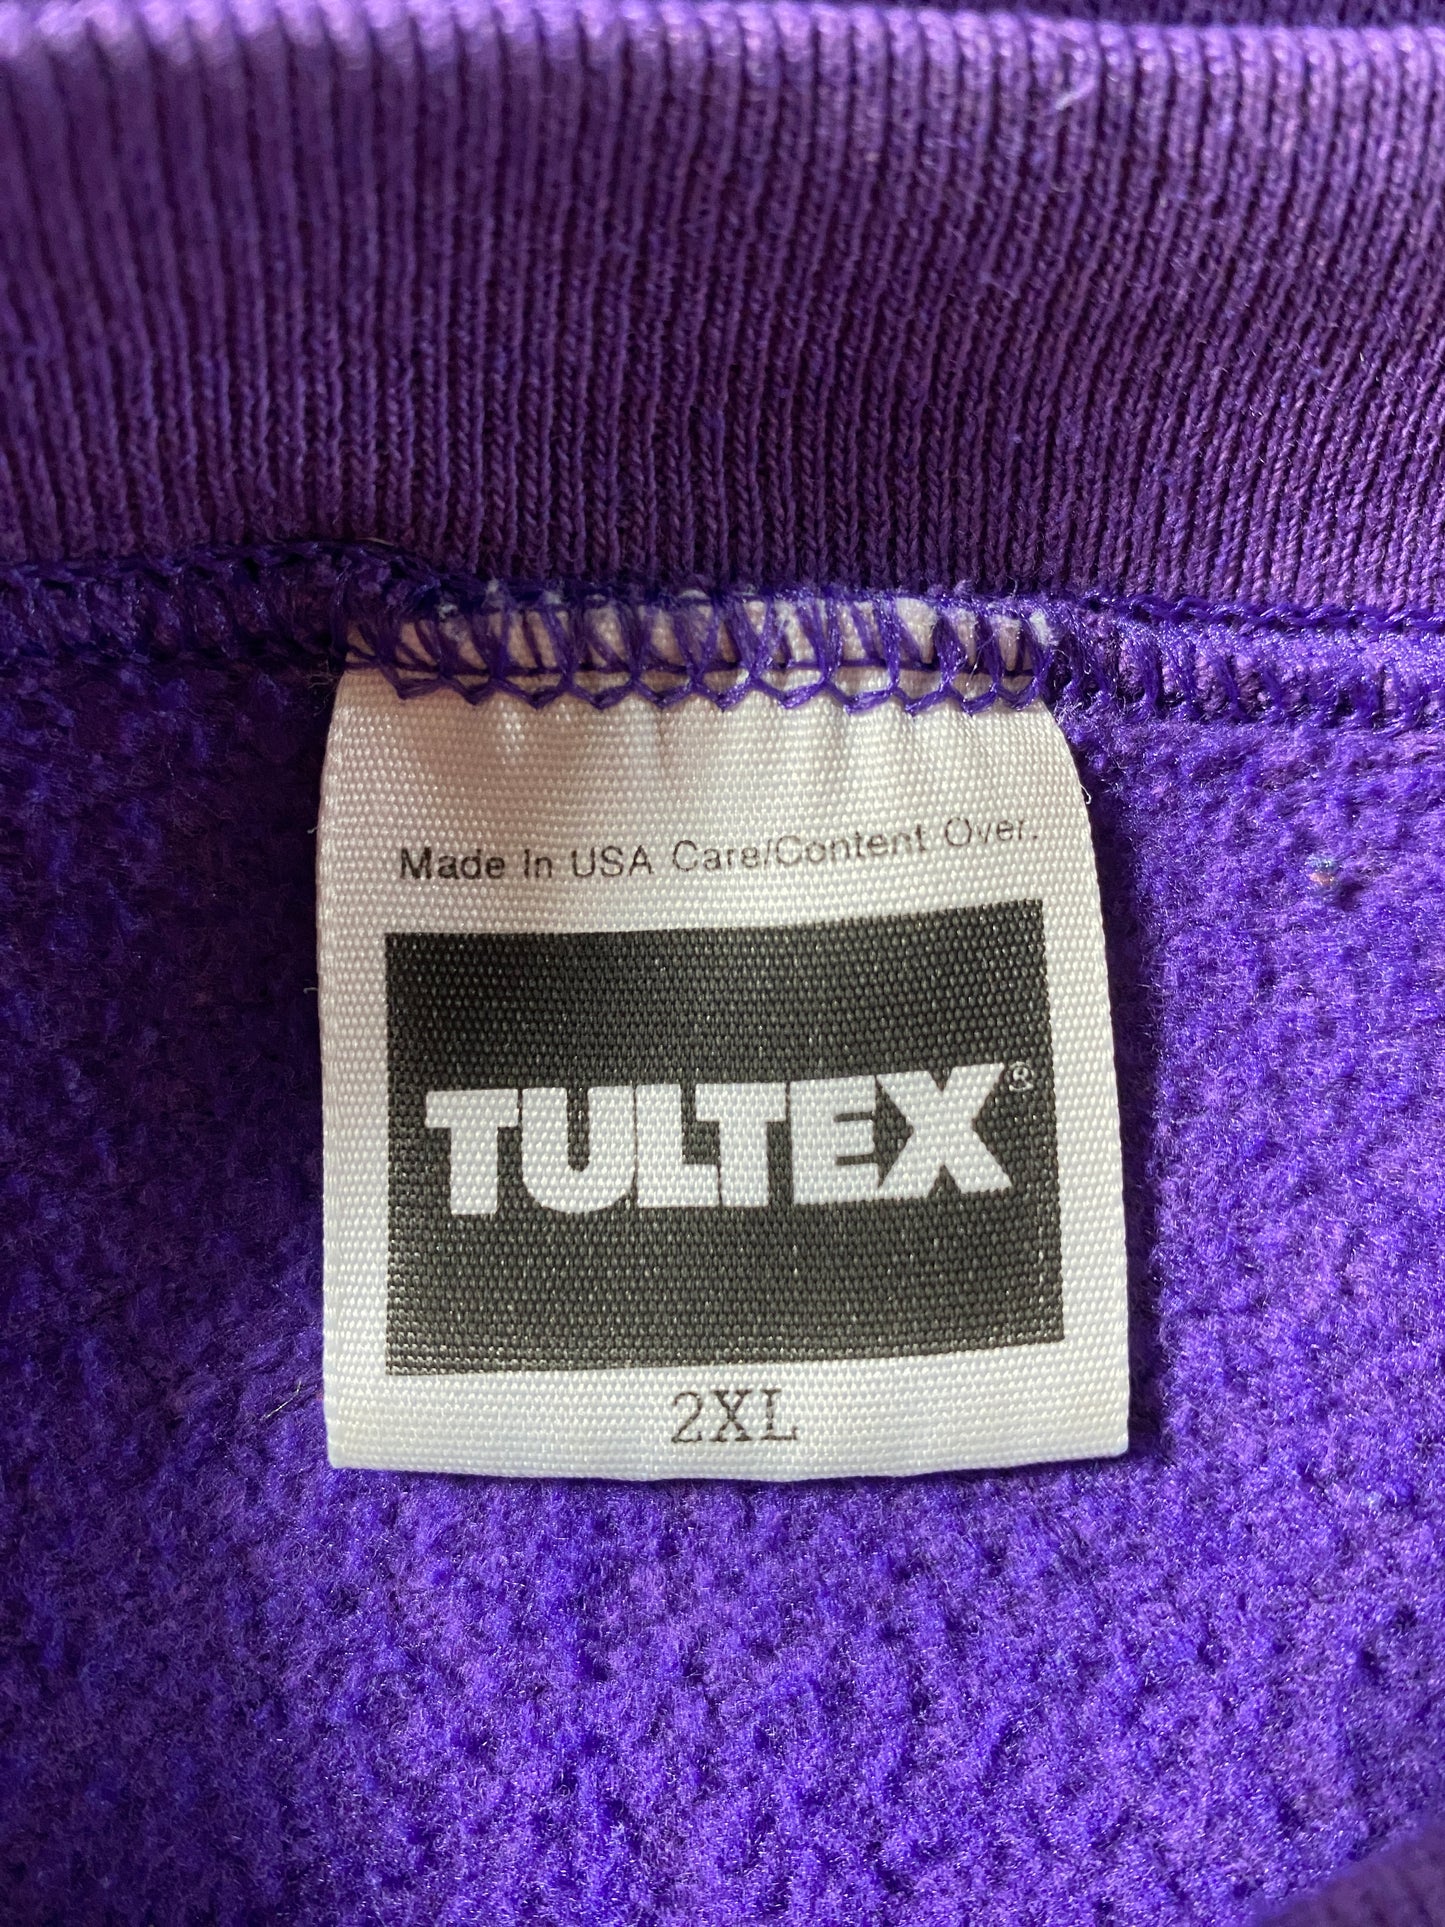 Made In USA Care/Content Over.
TULTEX®
2XL